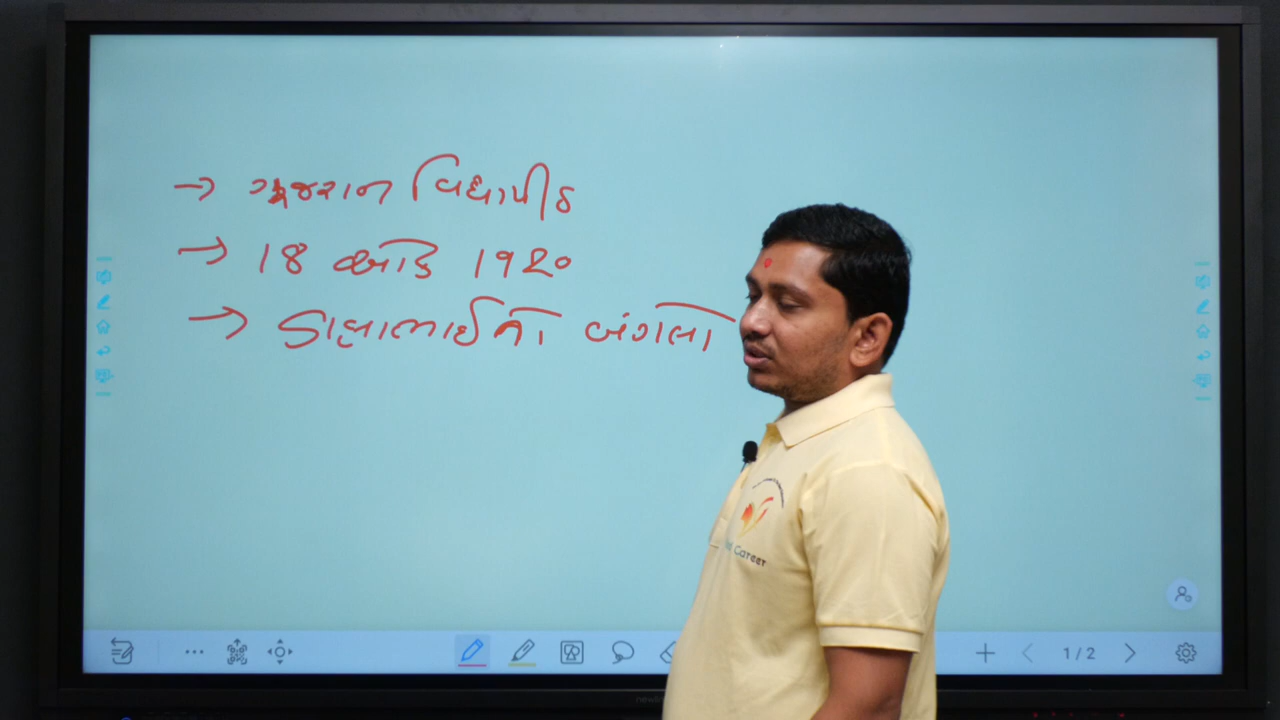 → ગુજરાત વિદ્યાપીઠ
→ 18 ઓક્ટો 1920
→ ડાહ્યાભાઈનો બંગલો
Career
1/2